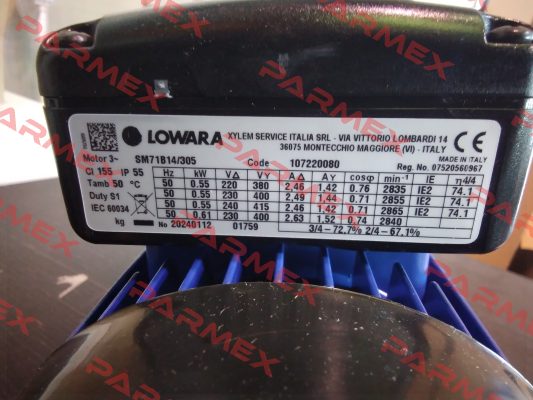 LOWARA
XYLEM SERVICE ITALIA SRL - VIA VITTORIO LOMBARDI 14
36075 MONTECCHIO MAGGIORE (VI) - ITALY
CE
MADE IN ITALY
Motor 3~ SM71B14/305 Code 107220080 Reg. No. 07520560967
Cl 155 IP 55 Hz kW V△ V Y A△ A Y cosφ min⁻¹ IE η4/4
Tamb 50 °C 50 0.55 220 380 2,46 1,42 0.76 2835 IE2 74.1
Duty S1 50 0.55 230 400 2,49 1,44 0.71 2855 IE2 74.1
IEC 60034 50 0.55 240 415 2,46 1,42 0.71 2865 IE2 74.1
50 0.61 230 400 2,63 1,52 0.74 2840
kg No 20240112 01759 3/4-72,7% 2/4-67,1%
PARMEX